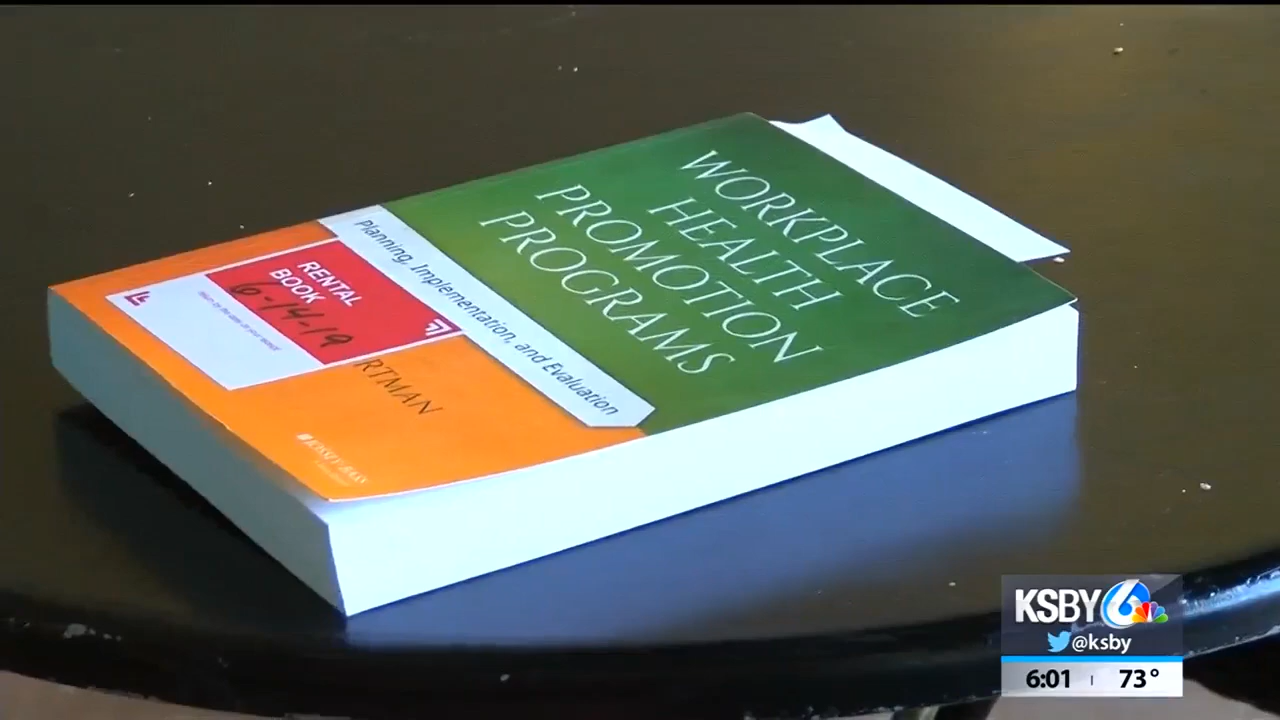 WORKPLACE
HEALTH
PROMOTION
PROGRAMS
Planning, Implementation, and Evaluation
RENTAL
BOOK
6-14-19
RTMAN
KSBY 6
@ksby
6:01 73°